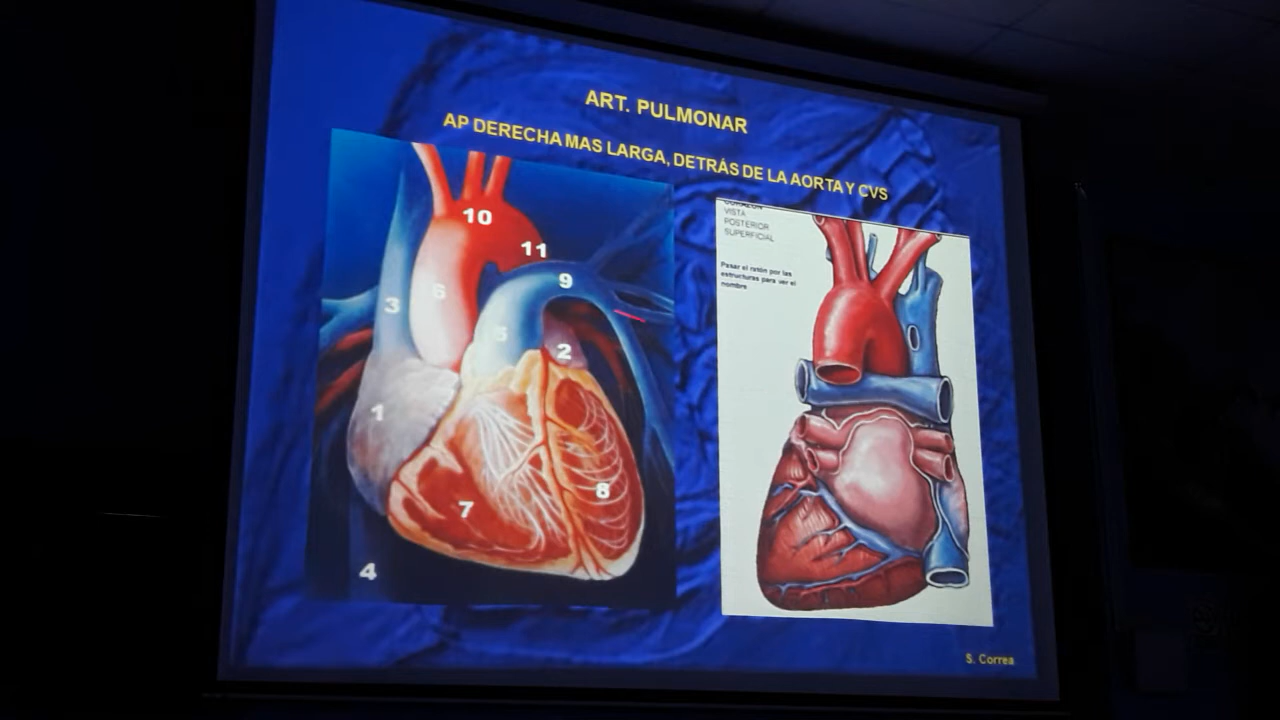 ART. PULMONAR
AP DERECHA MAS LARGA, DETRÁS DE LA AORTA Y CVS
10
11
9
3
6
5
2
1
8
7
4
CORAZON
VISTA
POSTERIOR
SUPERFICIAL
Pasar el ratón por las
estructuras para ver el
nombre
S. Correa